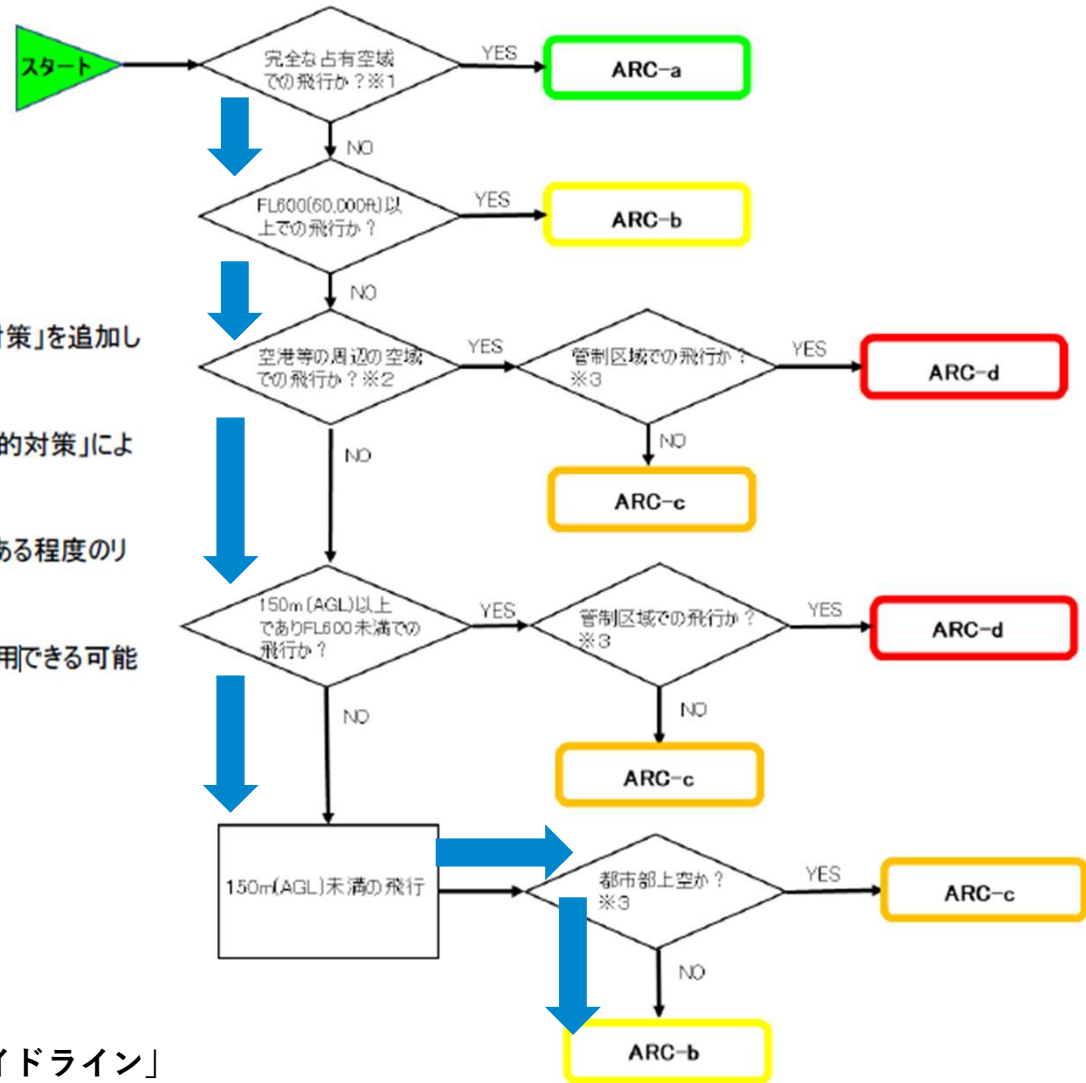 スタート
完全な占有空域
での飛行か？※1
YES
ARC-a
NO
FL600(60,000ft)以
上での飛行か？
YES
ARC-b
NO
対策」を追加し
空港等の周辺の空域
での飛行か？※2
YES
管制区域での飛行か？
※3
YES
ARC-d
的対策」によ
NO
NO
ARC-c
ある程度のリ
150m(AGL)以上
でありFL600未満での
飛行か？
YES
管制区域での飛行か？
※3
YES
ARC-d
用できる可能
NO
NO
ARC-c
150m(AGL)未満の飛行
都市部上空か？
※3
YES
ARC-c
NO
ARC-b
イドライン」